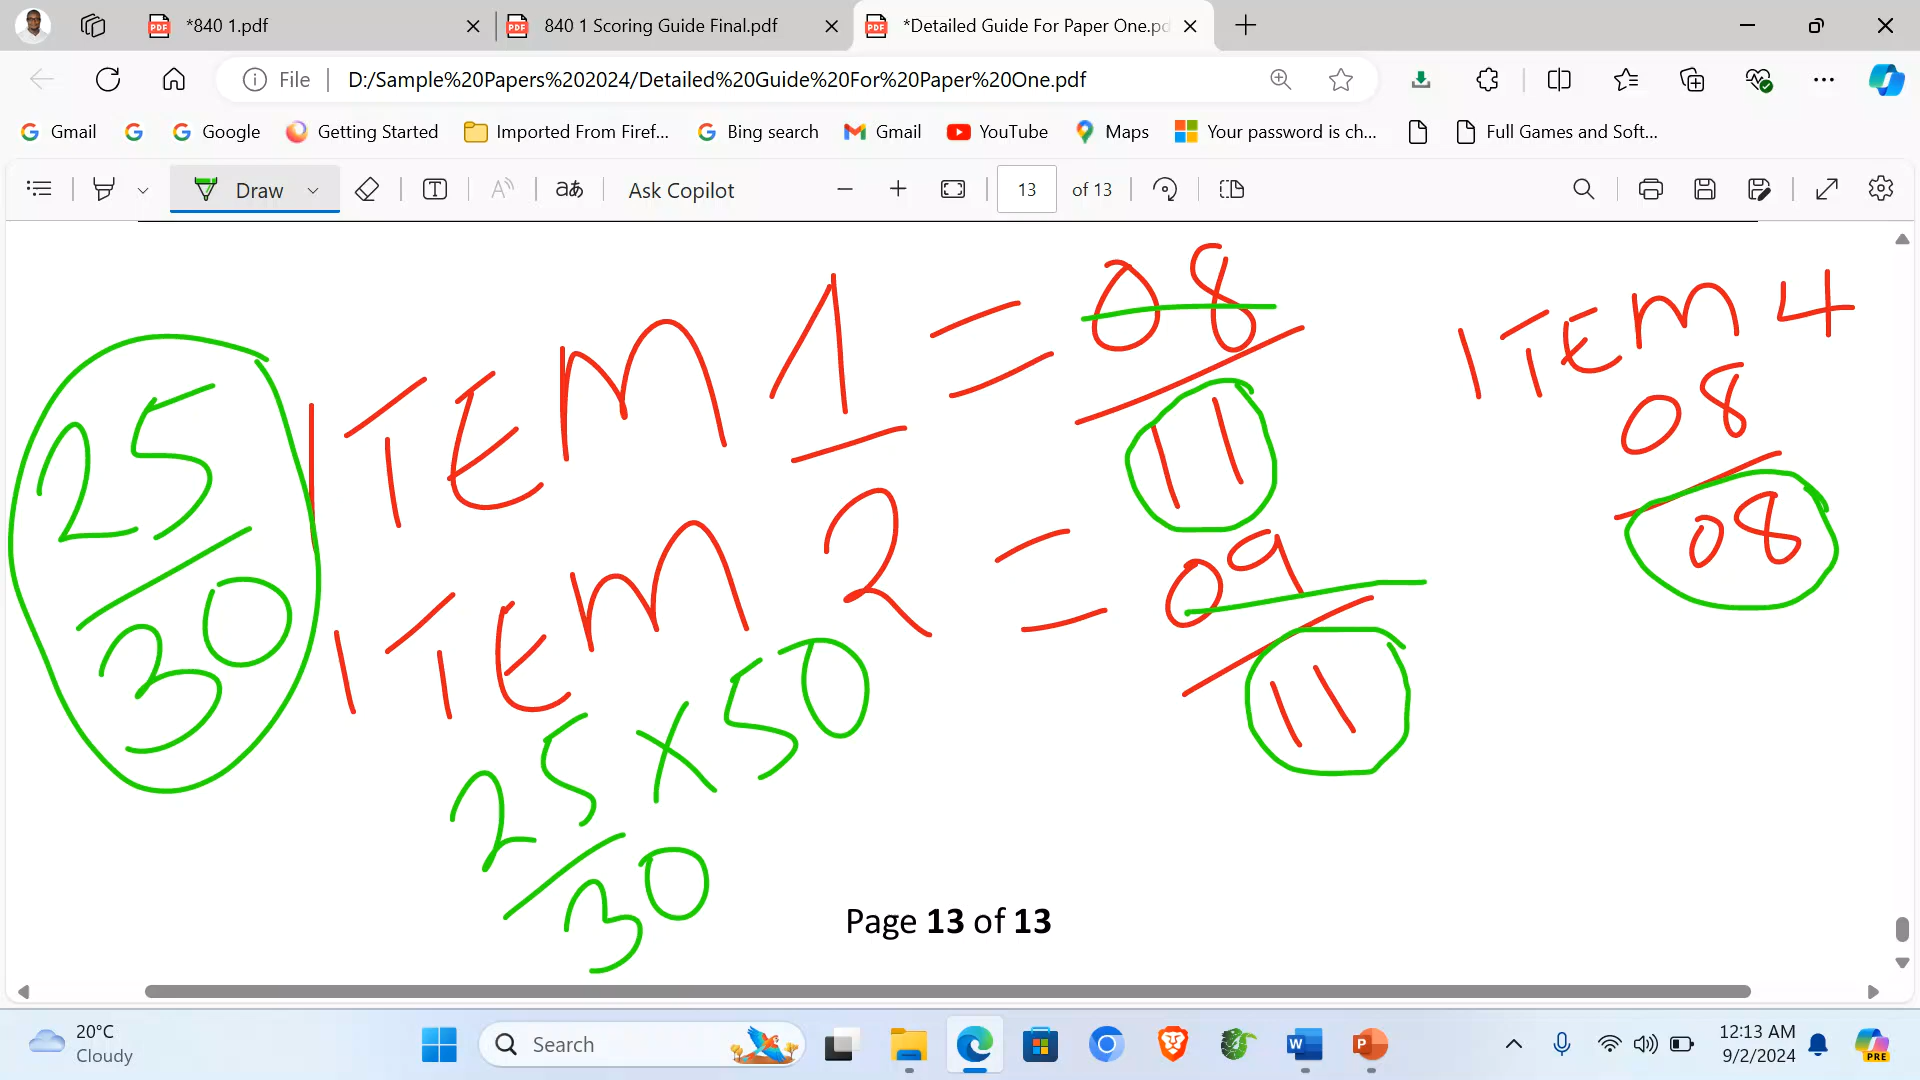 *840 1.pdf
840 1 Scoring Guide Final.pdf
*Detailed Guide For Paper One.pd
File
D:/Sample%20Papers%202024/Detailed%20Guide%20For%20Paper%20One.pdf
Gmail
Google
Getting Started
Imported From Firef...
Bing search
Gmail
YouTube
Maps
Your password is ch...
Full Games and Soft...
Draw
Ask Copilot
13
of 13
ITEM 1 = 08
11
ITEM 4
08
08
25
30
ITEM 2 = 09
11
25 x 50
30
Page 13 of 13
20°C
Cloudy
Search
12:13 AM
9/2/2024